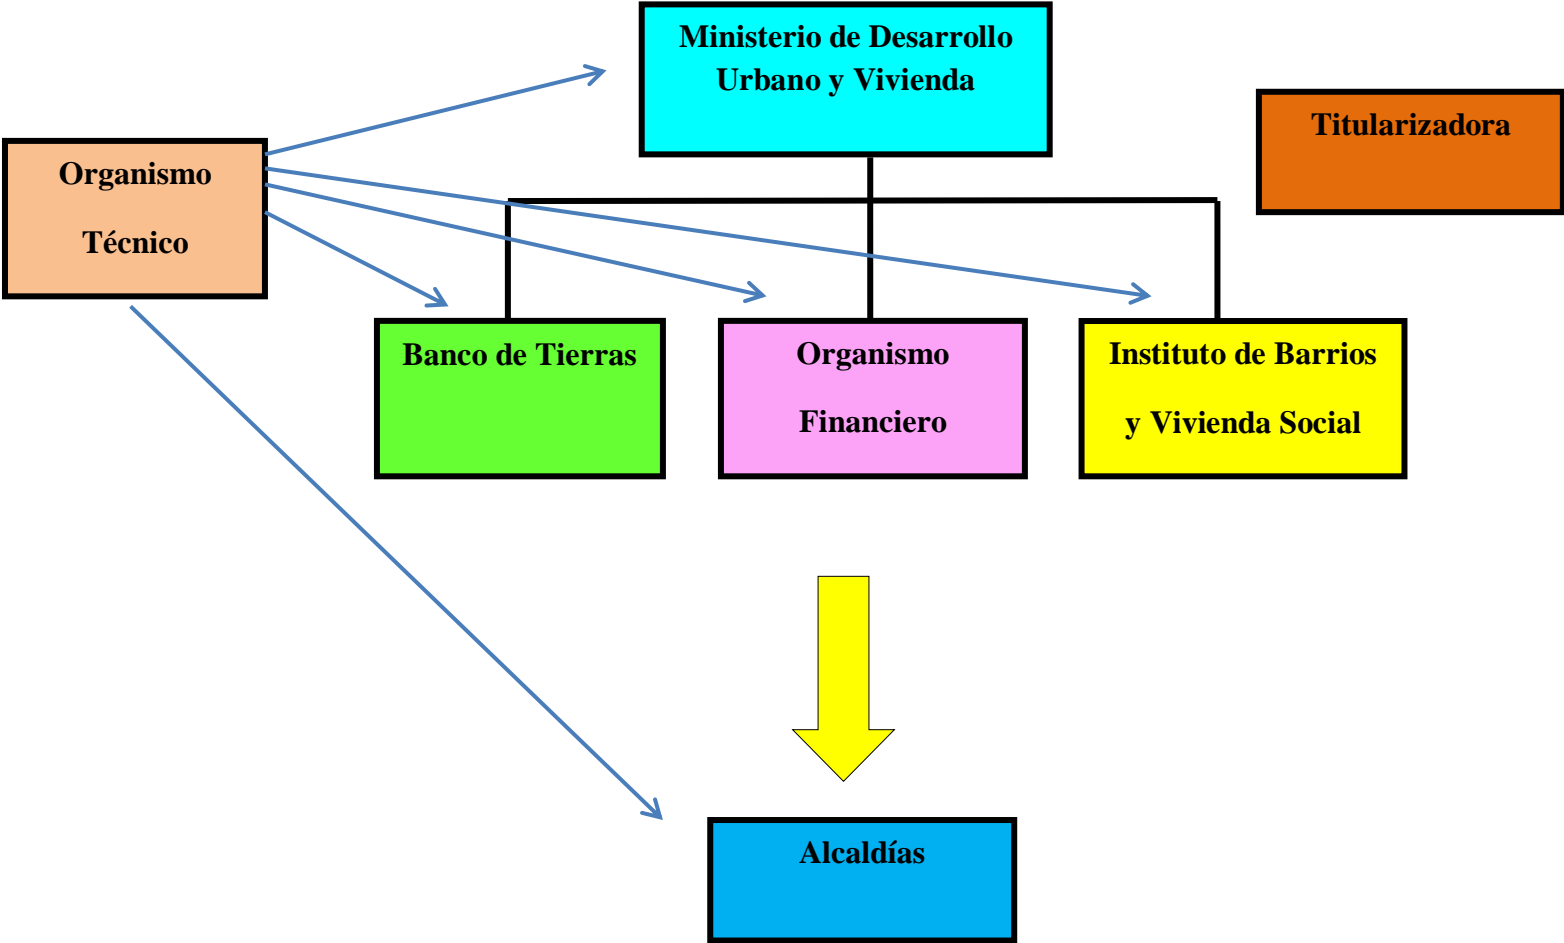 Ministerio de Desarrollo
Urbano y Vivienda
Titularizadora
Organismo
Técnico
Banco de Tierras
Organismo
Financiero
Instituto de Barrios
y Vivienda Social
Alcaldías